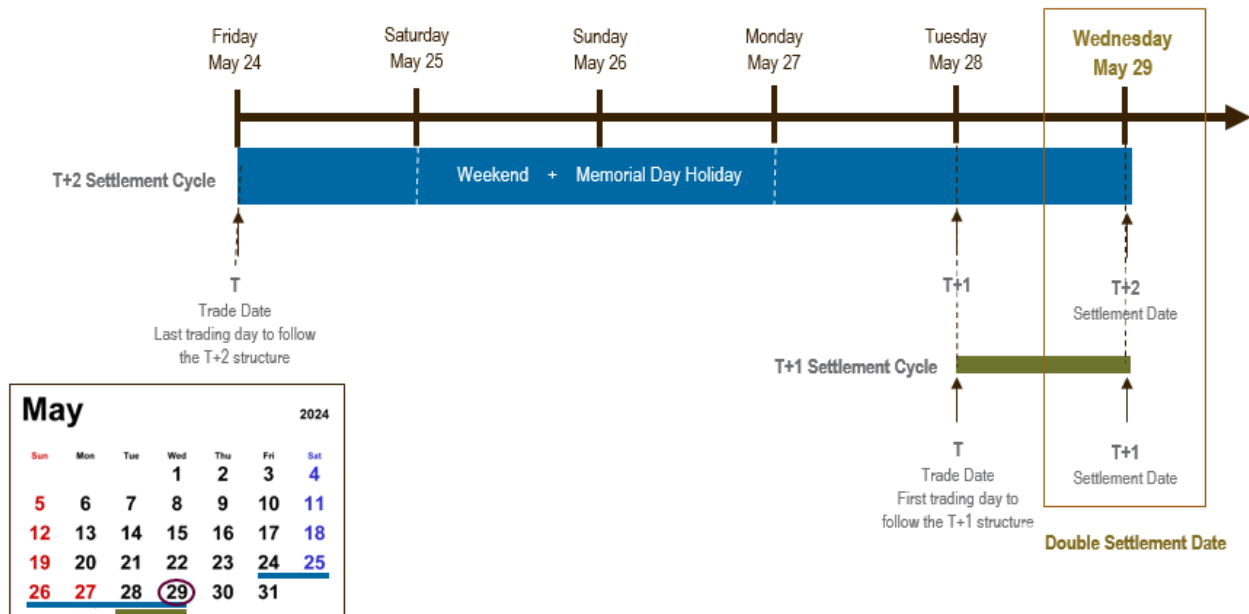 Friday
May 24
Saturday
May 25
Sunday
May 26
Monday
May 27
Tuesday
May 28
Wednesday
May 29
T+2 Settlement Cycle
Weekend + Memorial Day Holiday
T
Trade Date
Last trading day to follow
the T+2 structure
T+1
T+2
Settlement Date
T+1 Settlement Cycle
T
Trade Date
First trading day to
follow the T+1 structure
T+1
Settlement Date
Double Settlement Date
May 2024
Sun Mon Tue Wed Thu Fri Sat
1 2 3 4
5 6 7 8 9 10 11
12 13 14 15 16 17 18
19 20 21 22 23 24 25
26 27 28 29 30 31